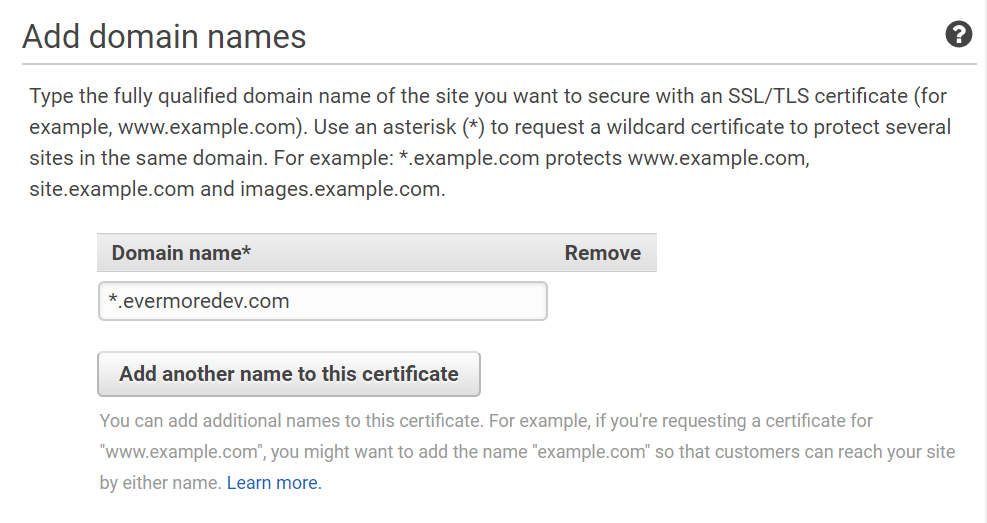 Add domain names
?
Type the fully qualified domain name of the site you want to secure with an SSL/TLS certificate (for
example, www.example.com). Use an asterisk (*) to request a wildcard certificate to protect several
sites in the same domain. For example: *.example.com protects www.example.com,
site.example.com and images.example.com.
Domain name* Remove
*.evermoredev.com
Add another name to this certificate
You can add additional names to this certificate. For example, if you're requesting a certificate for
"www.example.com", you might want to add the name "example.com" so that customers can reach your site
by either name. Learn more.